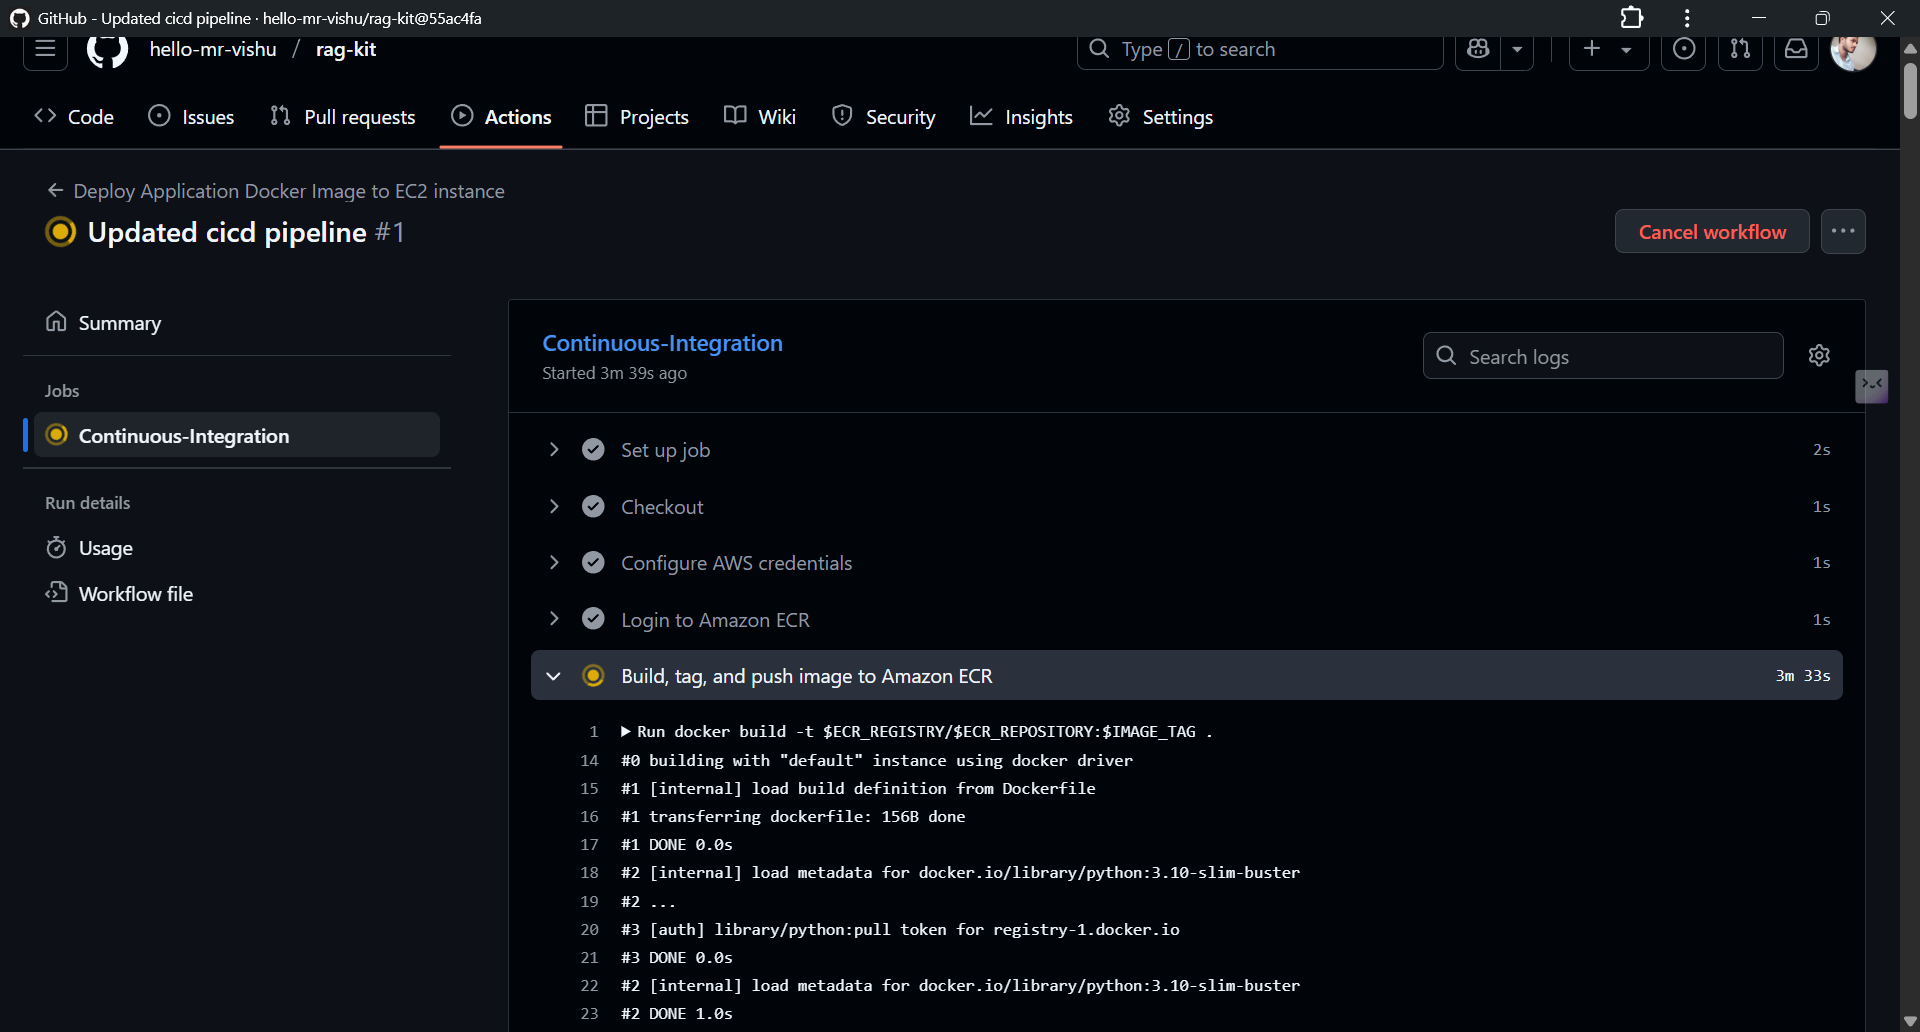 GitHub - Updated cicd pipeline · hello-mr-vishu/rag-kit@55ac4fa
hello-mr-vishu / rag-kit
Type / to search
Code
Issues
Pull requests
Actions
Projects
Wiki
Security
Insights
Settings
← Deploy Application Docker Image to EC2 instance
Updated cicd pipeline #1
Cancel workflow
Summary
Jobs
Continuous-Integration
Run details
Usage
Workflow file
Continuous-Integration
Started 3m 39s ago
Search logs
Set up job 2s
Checkout 1s
Configure AWS credentials 1s
Login to Amazon ECR 1s
Build, tag, and push image to Amazon ECR 3m 33s
1 ▶ Run docker build -t $ECR_REGISTRY/$ECR_REPOSITORY:$IMAGE_TAG .
14 #0 building with "default" instance using docker driver
15 #1 [internal] load build definition from Dockerfile
16 #1 transferring dockerfile: 156B done
17 #1 DONE 0.0s
18 #2 [internal] load metadata for docker.io/library/python:3.10-slim-buster
19 #2 ...
20 #3 [auth] library/python:pull token for registry-1.docker.io
21 #3 DONE 0.0s
22 #2 [internal] load metadata for docker.io/library/python:3.10-slim-buster
23 #2 DONE 1.0s